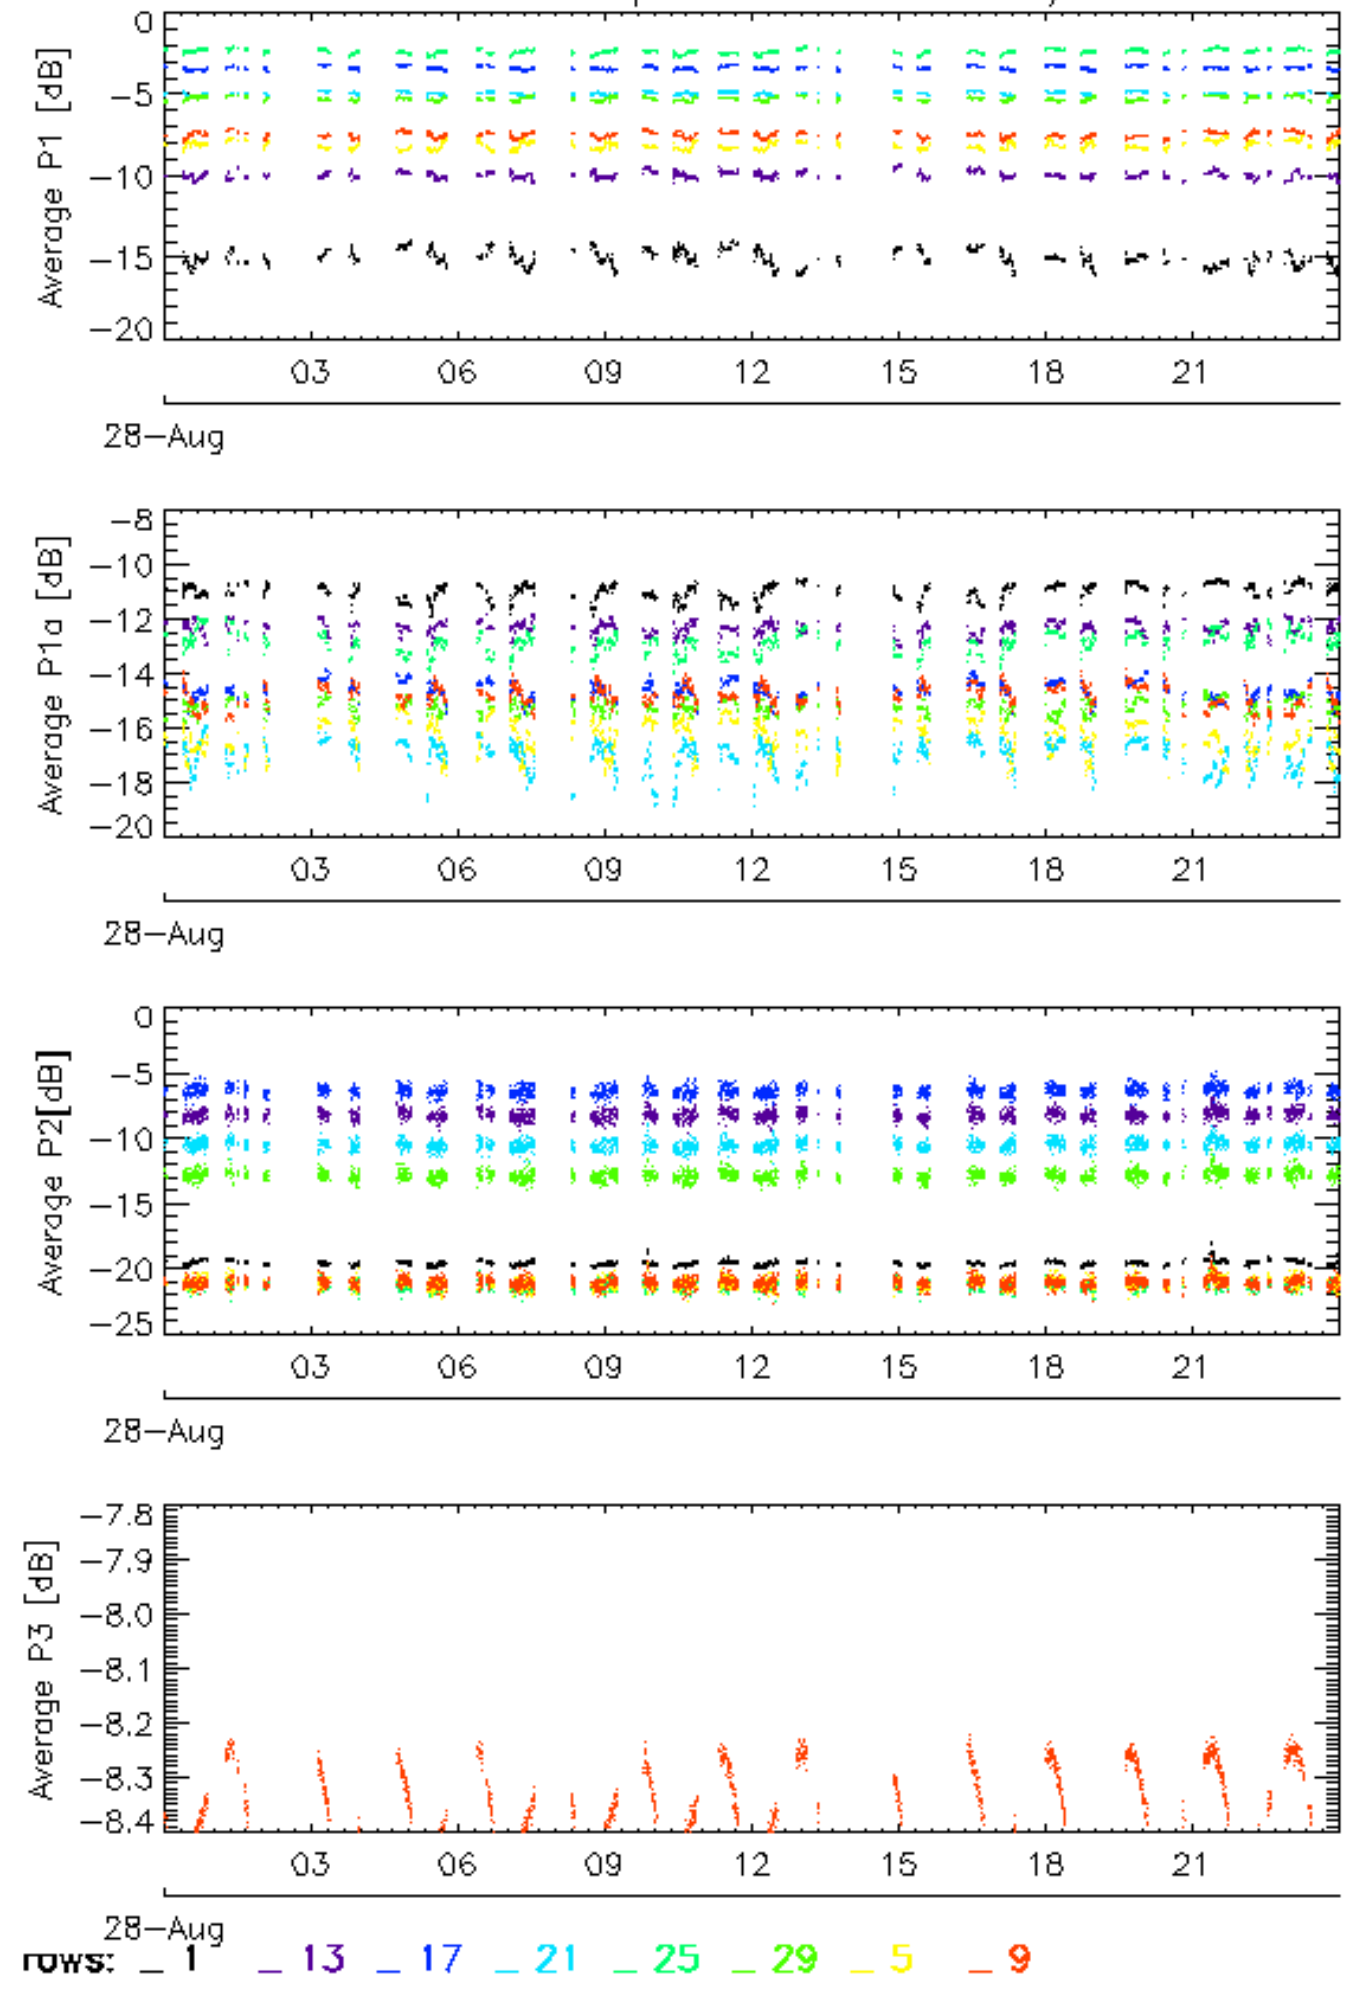 Average P1 [dB]
0
−5
−10
−15
−20
03 06 09 12 15 18 21
28−Aug
Average P1a [dB]
−8
−10
−12
−14
−16
−18
−20
03 06 09 12 15 18 21
28−Aug
Average P2[dB]
0
−5
−10
−15
−20
−25
03 06 09 12 15 18 21
28−Aug
Average P3 [dB]
−7.8
−7.9
−8.0
−8.1
−8.2
−8.3
−8.4
03 06 09 12 15 18 21
28−Aug
rows: _ 1 _ 13 _ 17 _ 21 _ 25 _ 29 _ 5 _ 9